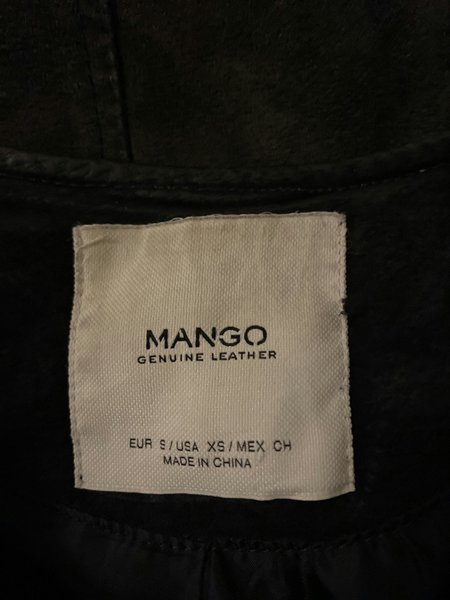 MANGO
GENUINE LEATHER
EUR S / USA XS / MEX CH
MADE IN CHINA